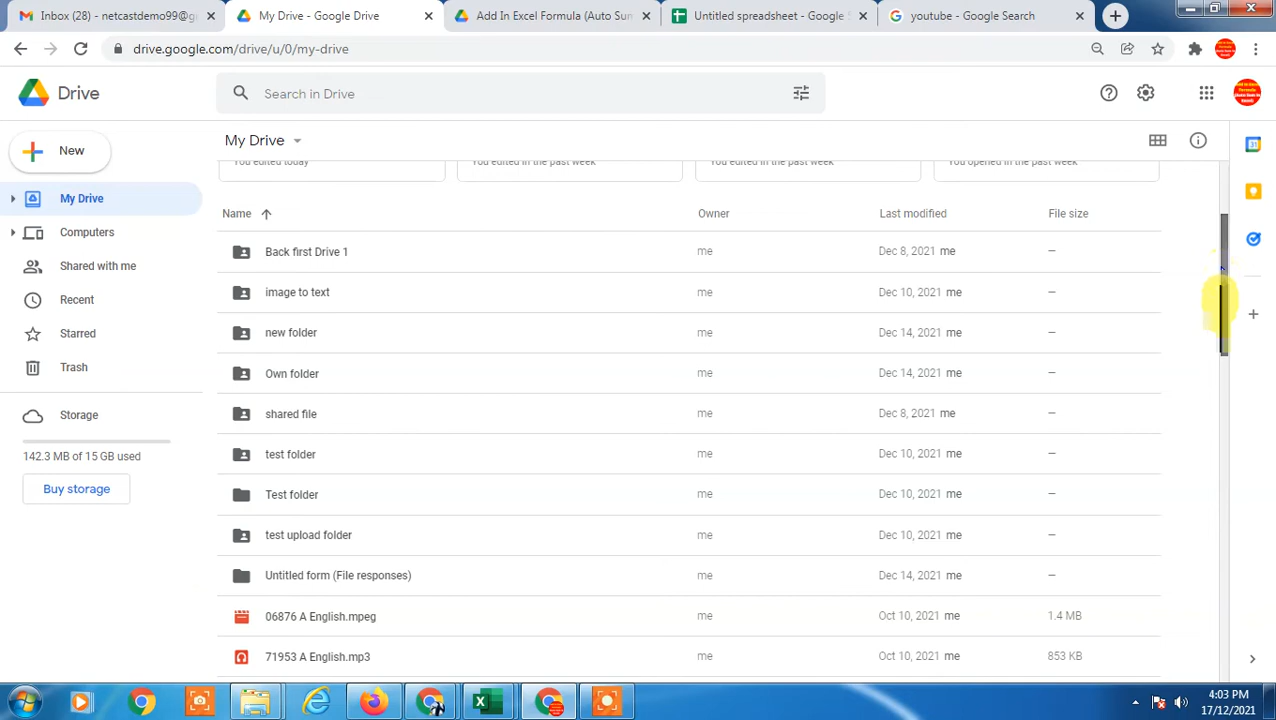 Inbox (28) - netcastdemo99@g
My Drive - Google Drive
Add In Excel Formula (Auto Sum
Untitled spreadsheet - Google
youtube - Google Search
drive.google.com/drive/u/0/my-drive
Drive
Search in Drive
New
My Drive
You edited today
You edited in the past week
You edited in the past week
You opened in the past week
My Drive
Computers
Shared with me
Recent
Starred
Trash
Storage
142.3 MB of 15 GB used
Buy storage
Name Owner Last modified File size
Back first Drive 1 me Dec 8, 2021 me –
image to text me Dec 10, 2021 me –
new folder me Dec 14, 2021 me –
Own folder me Dec 14, 2021 me –
shared file me Dec 8, 2021 me –
test folder me Dec 10, 2021 me –
Test folder me Dec 10, 2021 me –
test upload folder me Dec 10, 2021 me –
Untitled form (File responses) me Dec 14, 2021 me –
06876 A English.mpeg me Oct 10, 2021 me 1.4 MB
71953 A English.mp3 me Oct 10, 2021 me 853 KB
31
4:03 PM
17/12/2021